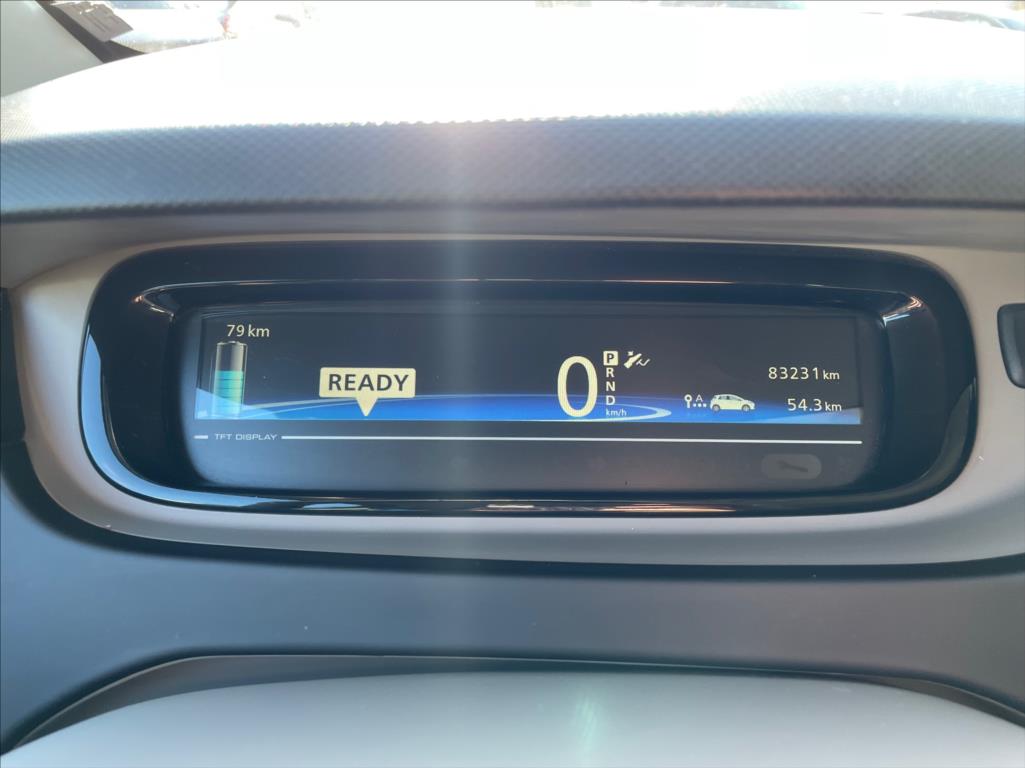 79 km
READY
0
km/h
P
R
N
D
A
83231 km
54.3 km
TFT DISPLAY